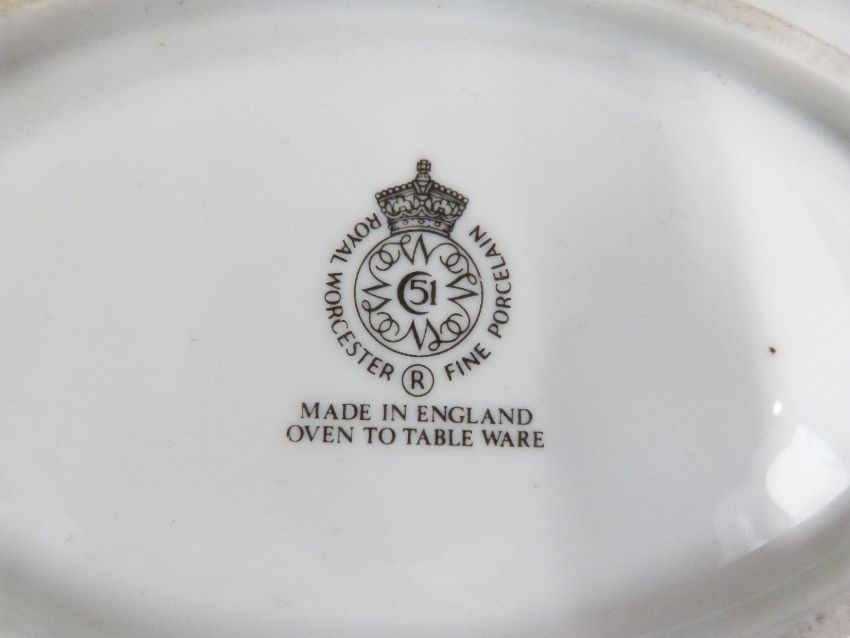 ROYAL WORCESTER FINE PORCELAIN
51
R
MADE IN ENGLAND
OVEN TO TABLE WARE